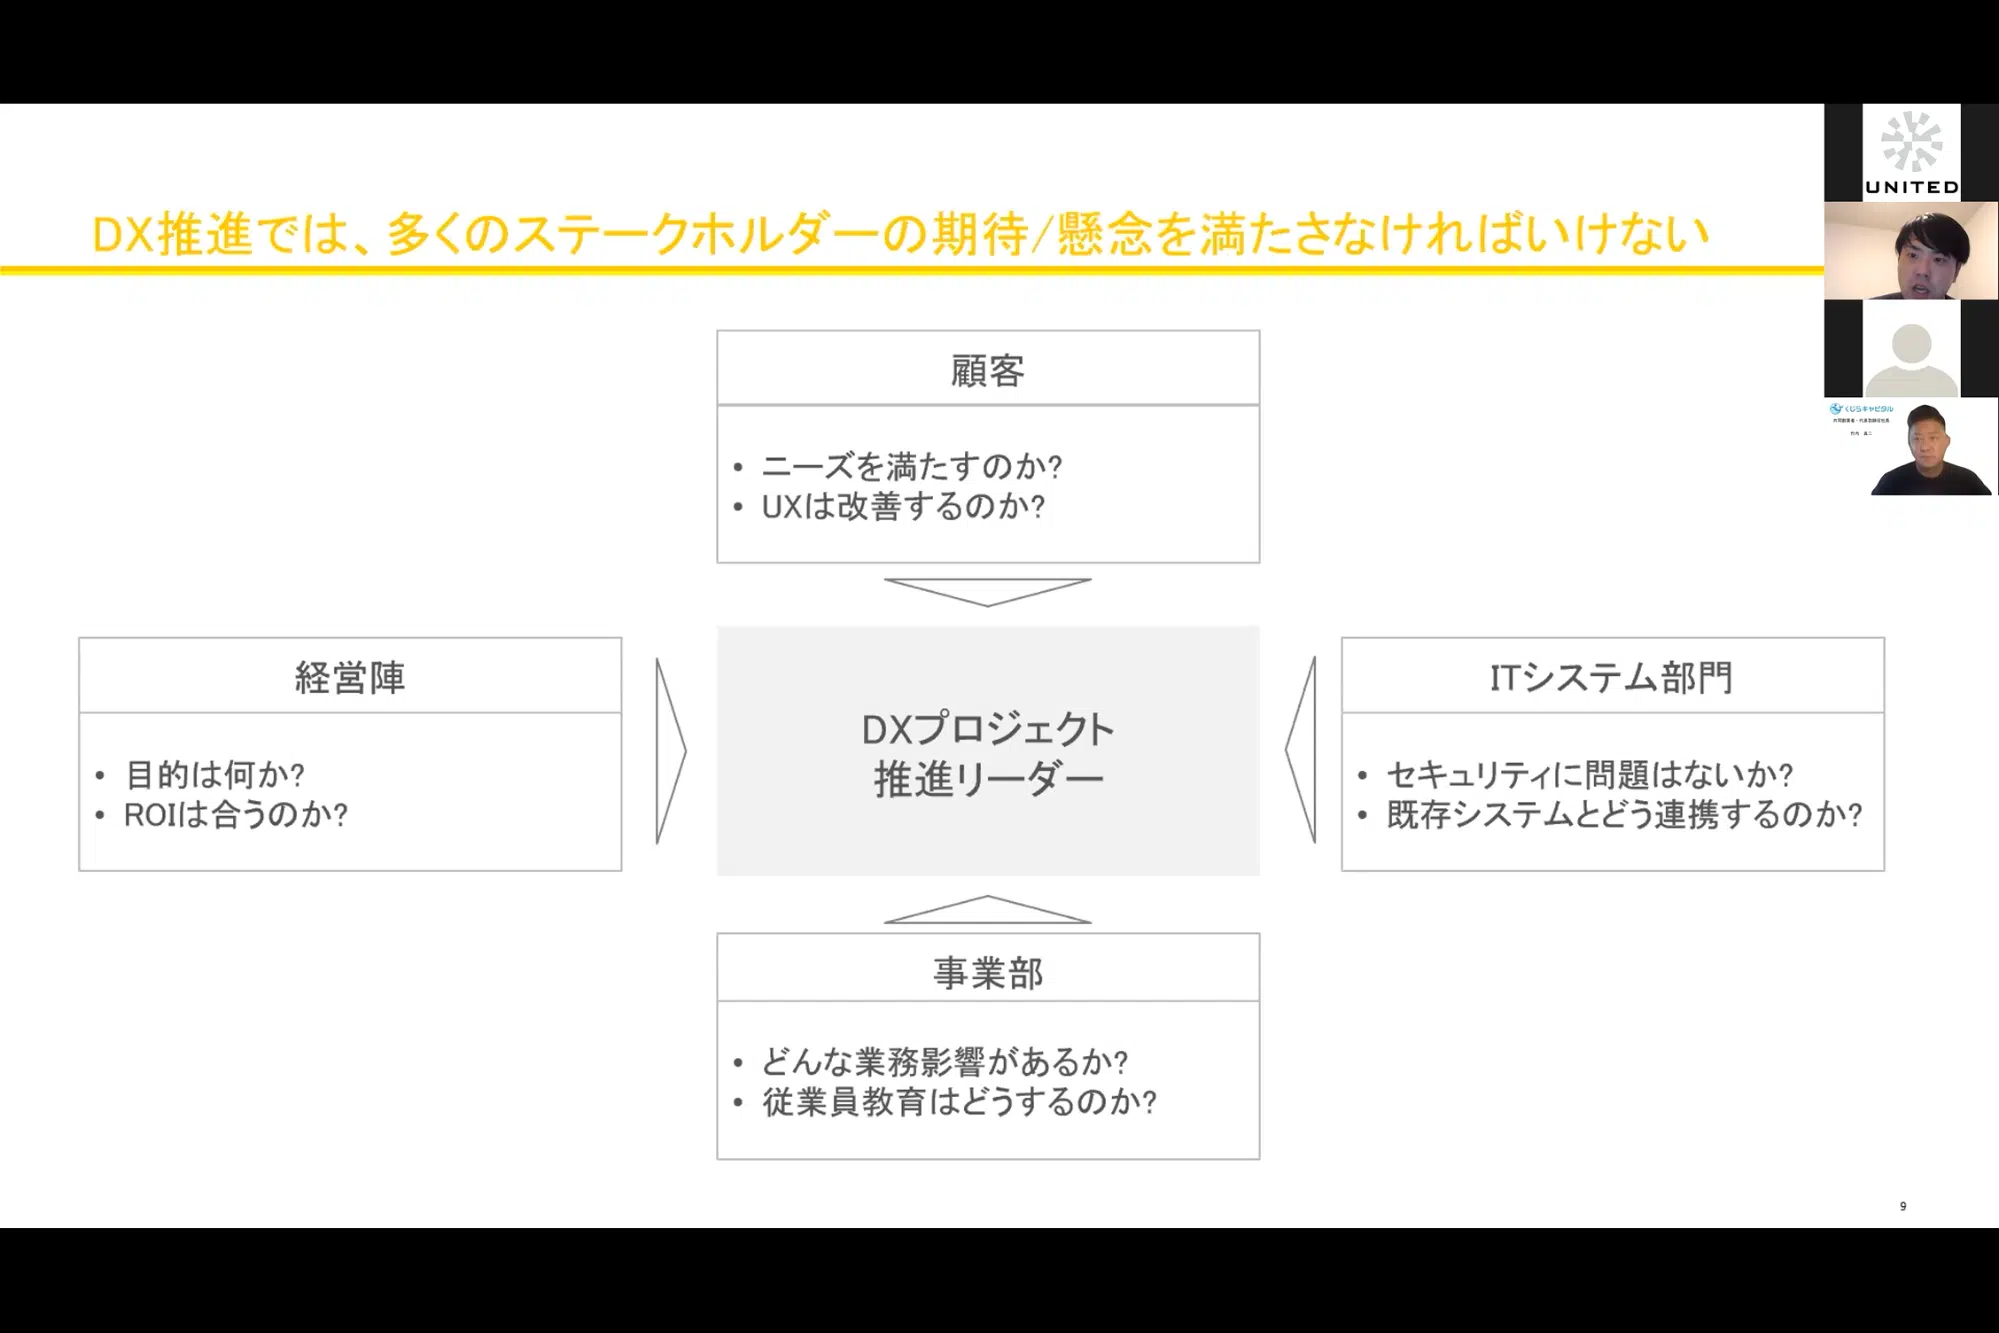 DX推進では、多くのステークホルダーの期待/懸念を満たさなければいけない
UNITED
くじらキャピタル
顧客
• ニーズを満たすのか?
• UXは改善するのか?
経営陣
• 目的は何か?
• ROIは合うのか?
DXプロジェクト
推進リーダー
ITシステム部門
• セキュリティに問題はないか?
• 既存システムとどう連携するのか?
事業部
• どんな業務影響があるか?
• 従業員教育はどうするのか?
9